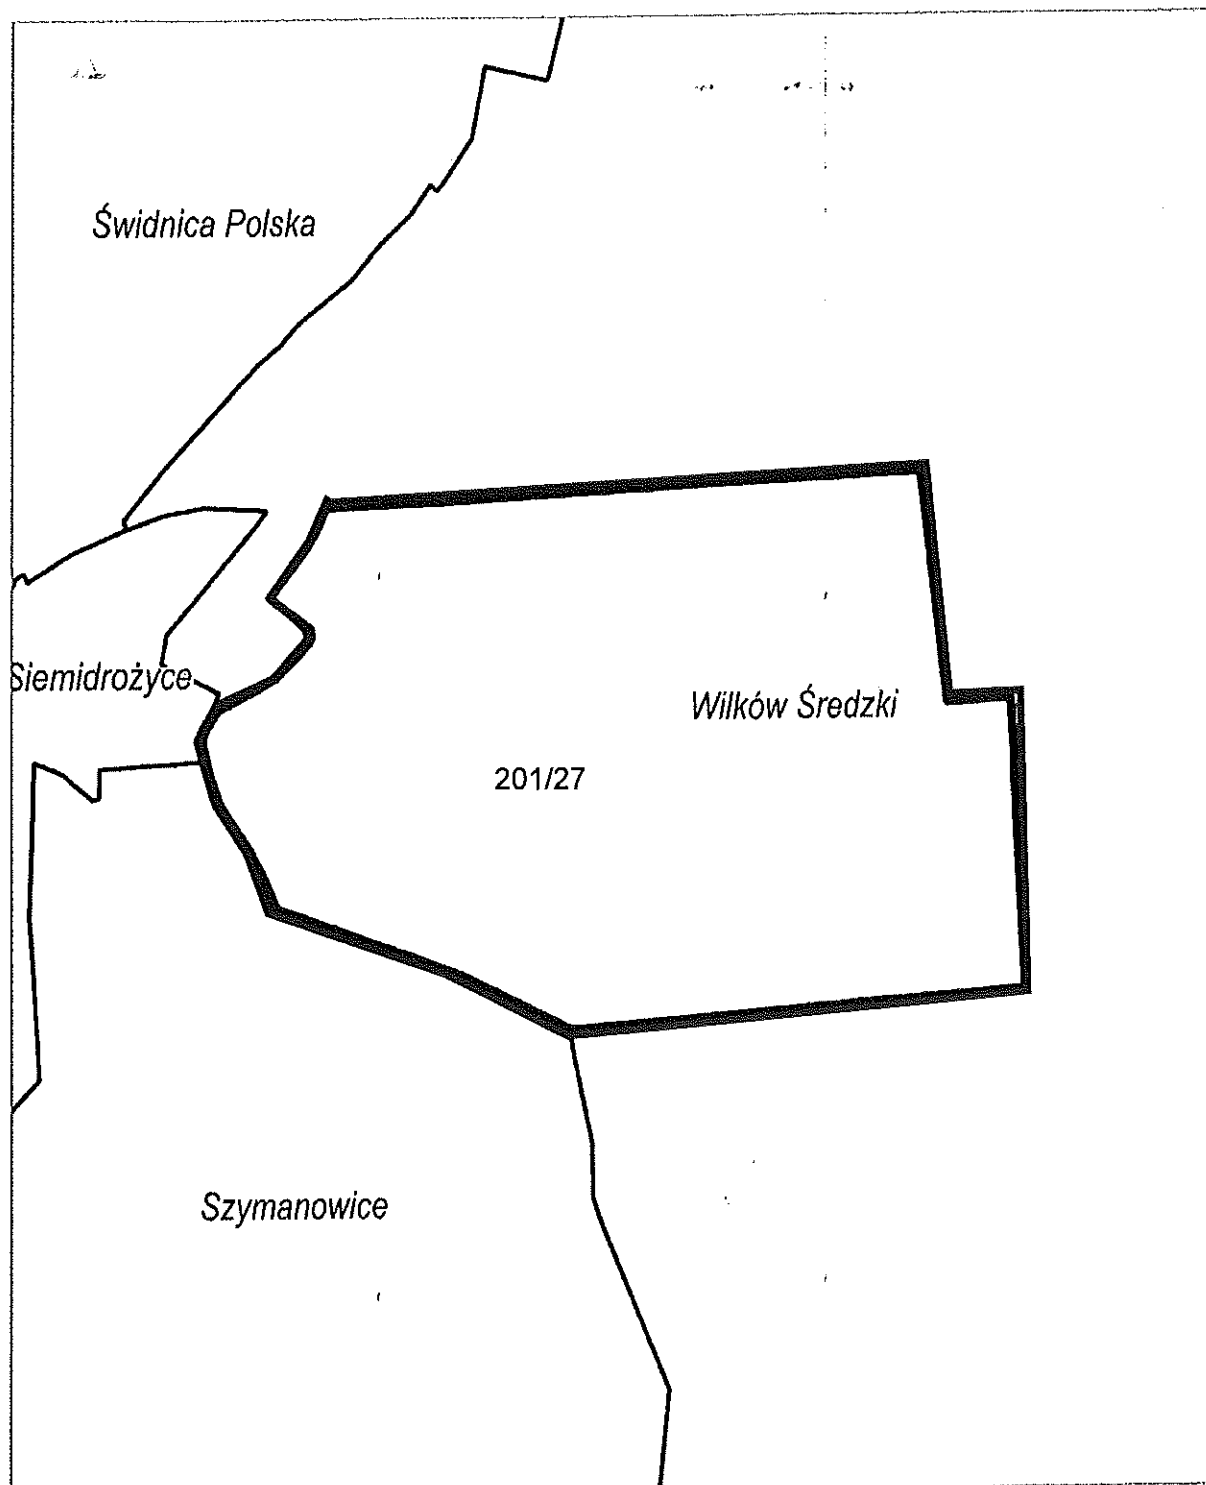 Świdnica Polska
Siemidrożyce
Wilków Średzki
201/27
Szymanowice